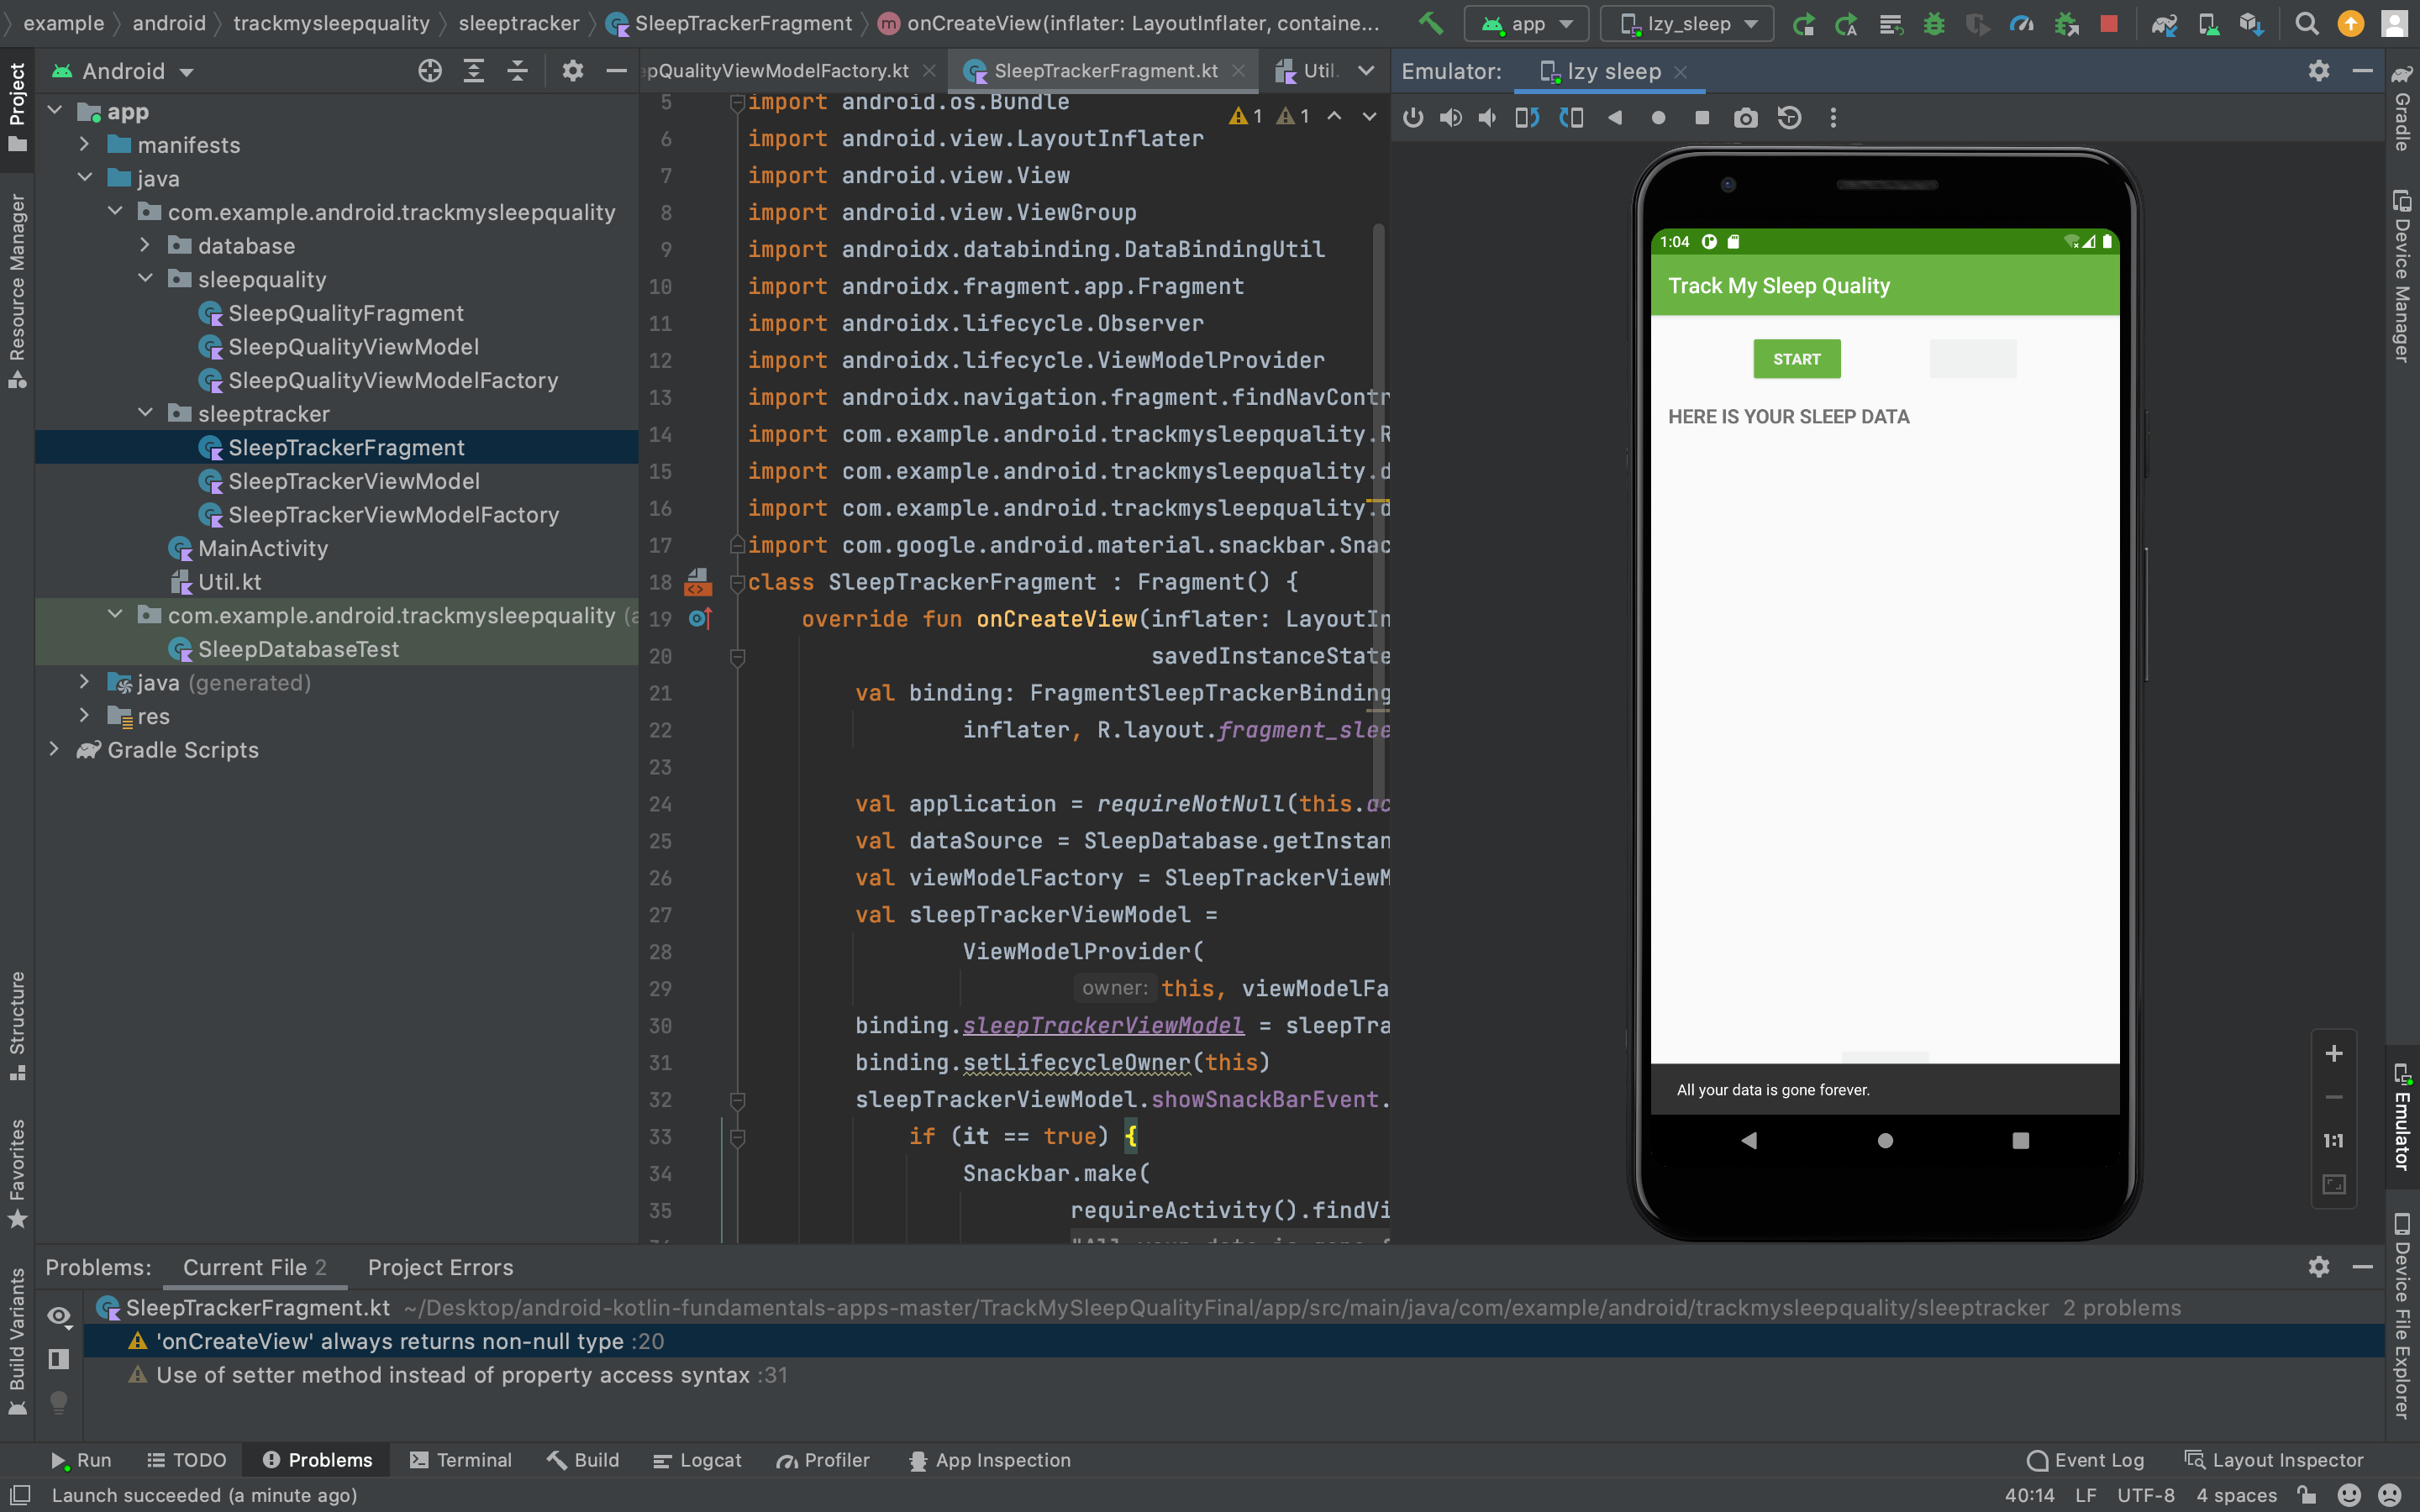 example android trackmysleepquality sleeptracker SleepTrackerFragment onCreateView(inflater: LayoutInflater, containe...
app lzy_sleep
Project
Resource Manager
Structure
Favorites
Build Variants
Android
app
manifests
java
com.example.android.trackmysleepquality
database
sleepquality
SleepQualityFragment
SleepQualityViewModel
SleepQualityViewModelFactory
sleeptracker
SleepTrackerFragment
SleepTrackerViewModel
SleepTrackerViewModelFactory
MainActivity
Util.kt
com.example.android.trackmysleepquality (a
SleepDatabaseTest
java (generated)
res
Gradle Scripts
pQualityViewModelFactory.kt SleepTrackerFragment.kt Util.
1 1
5 import android.os.Bundle
6 import android.view.LayoutInflater
7 import android.view.View
8 import android.view.ViewGroup
9 import androidx.databinding.DataBindingUtil
10 import androidx.fragment.app.Fragment
11 import androidx.lifecycle.Observer
12 import androidx.lifecycle.ViewModelProvider
13 import androidx.navigation.fragment.findNavContr
14 import com.example.android.trackmysleepquality.R
15 import com.example.android.trackmysleepquality.d
16 import com.example.android.trackmysleepquality.d
17 import com.google.android.material.snackbar.Snac
18 class SleepTrackerFragment : Fragment() {
19 override fun onCreateView(inflater: LayoutIn
20 savedInstanceState
21 val binding: FragmentSleepTrackerBinding
22 inflater, R.layout.fragment_slee
23
24 val application = requireNotNull(this.ac
25 val dataSource = SleepDatabase.getInstan
26 val viewModelFactory = SleepTrackerViewM
27 val sleepTrackerViewModel =
28 ViewModelProvider(
29 owner: this, viewModelFa
30 binding.sleepTrackerViewModel = sleepTra
31 binding.setLifecycleOwner(this)
32 sleepTrackerViewModel.showSnackBarEvent.
33 if (it == true) {
34 Snackbar.make(
35 requireActivity().findVi
Emulator: lzy sleep
1:04
Track My Sleep Quality
START
HERE IS YOUR SLEEP DATA
All your data is gone forever.
1:1
Gradle
Device Manager
Emulator
Device File Explorer
Problems: Current File 2 Project Errors
SleepTrackerFragment.kt ~/Desktop/android-kotlin-fundamentals-apps-master/TrackMySleepQualityFinal/app/src/main/java/com/example/android/trackmysleepquality/sleeptracker 2 problems
'onCreateView' always returns non-null type :20
Use of setter method instead of property access syntax :31
Run TODO Problems Terminal Build Logcat Profiler App Inspection Event Log Layout Inspector
Launch succeeded (a minute ago) 40:14 LF UTF-8 4 spaces